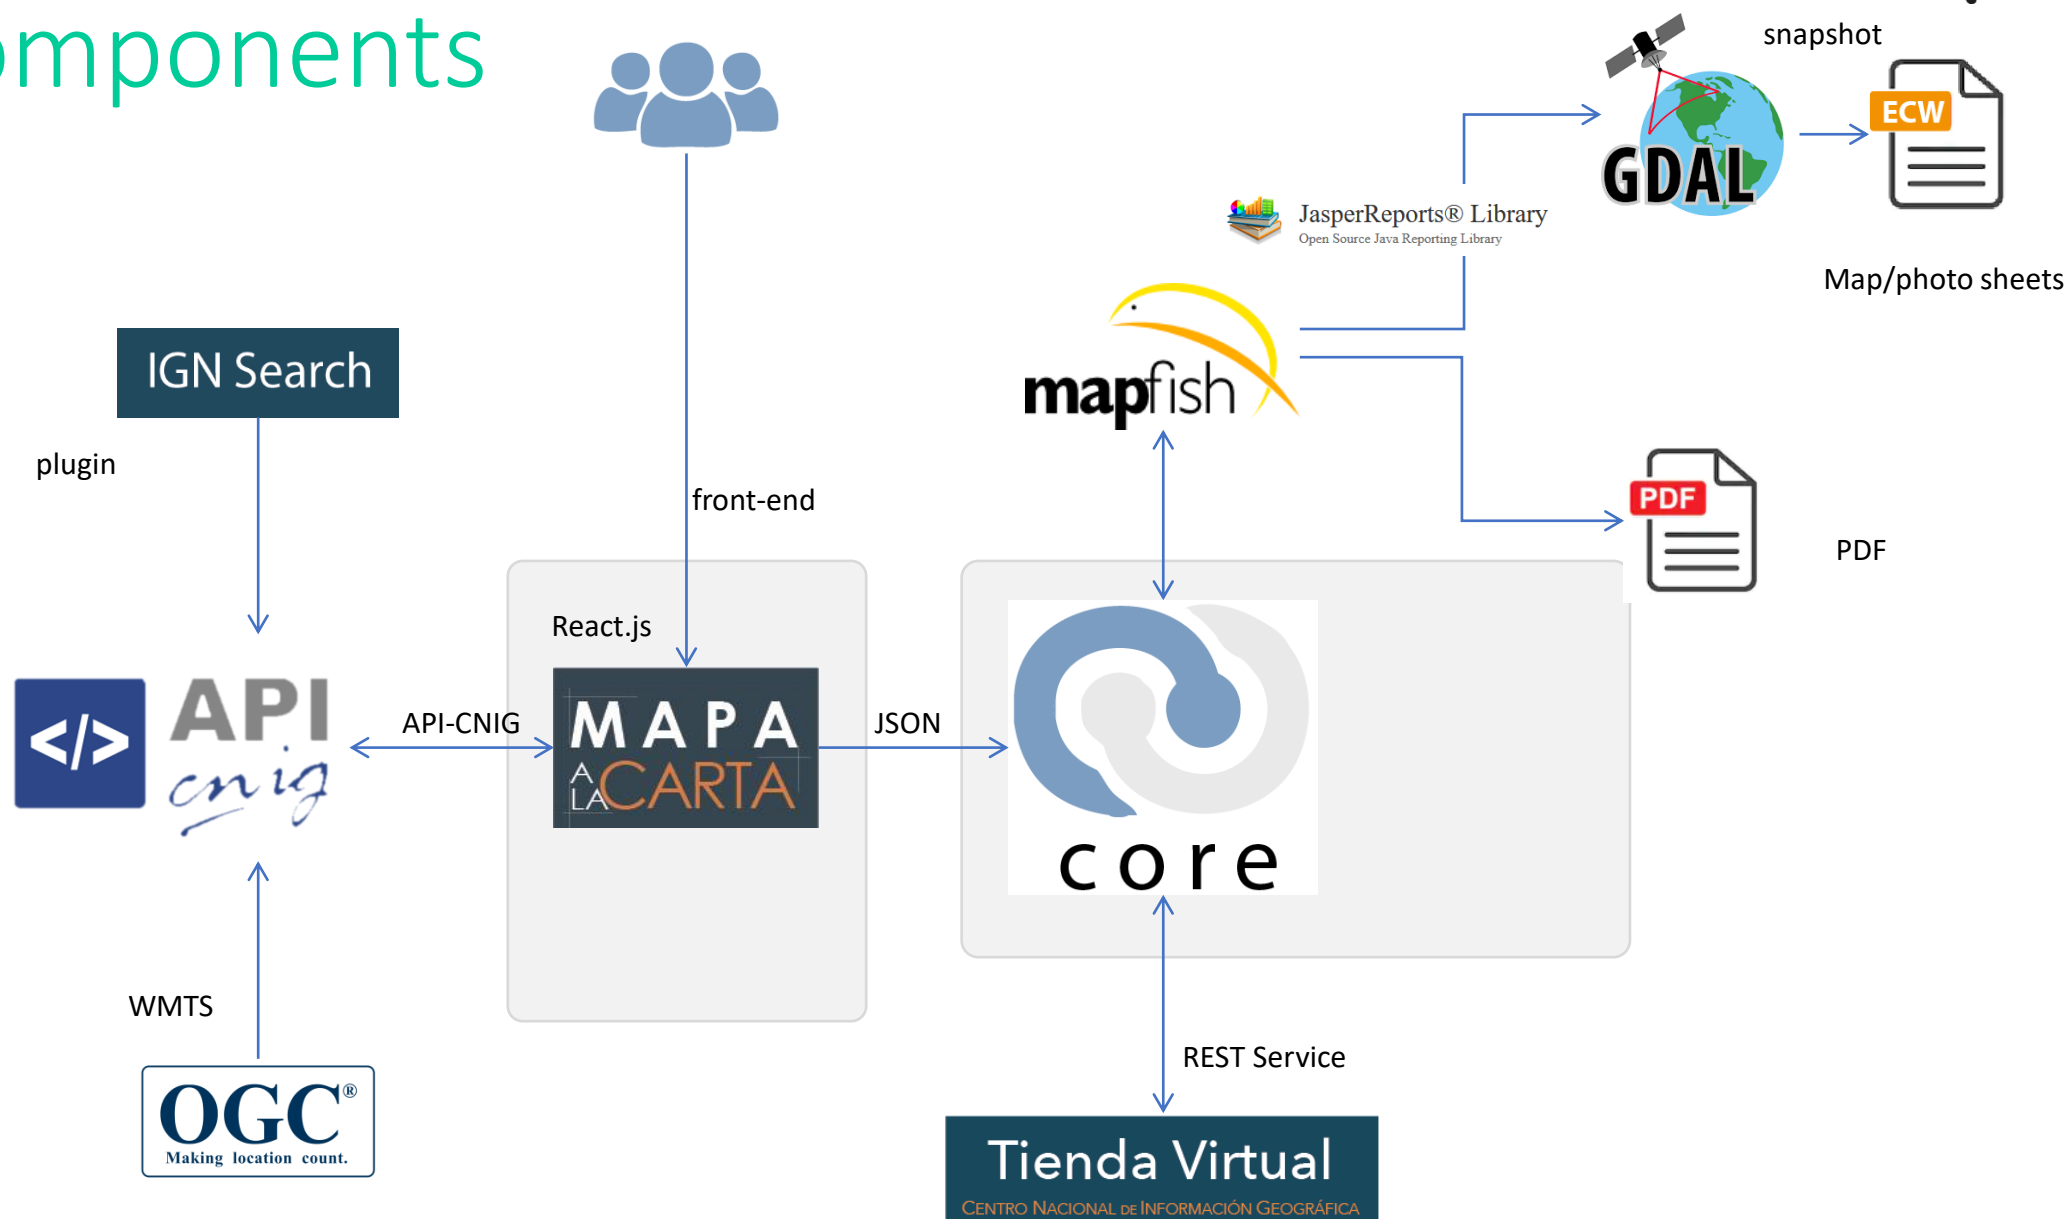 omponents
snapshot
ECW
GDAL
JasperReports® Library
Open Source Java Reporting Library
Map/photo sheets
IGN Search
mapfish
plugin
front-end
PDF
PDF
React.js
</> API
cnig
API-CNIG
MAPA
A LA CARTA
JSON
core
WMTS
REST Service
OGC®
Making location count.
Tienda Virtual
CENTRO NACIONAL DE INFORMACIÓN GEOGRÁFICA